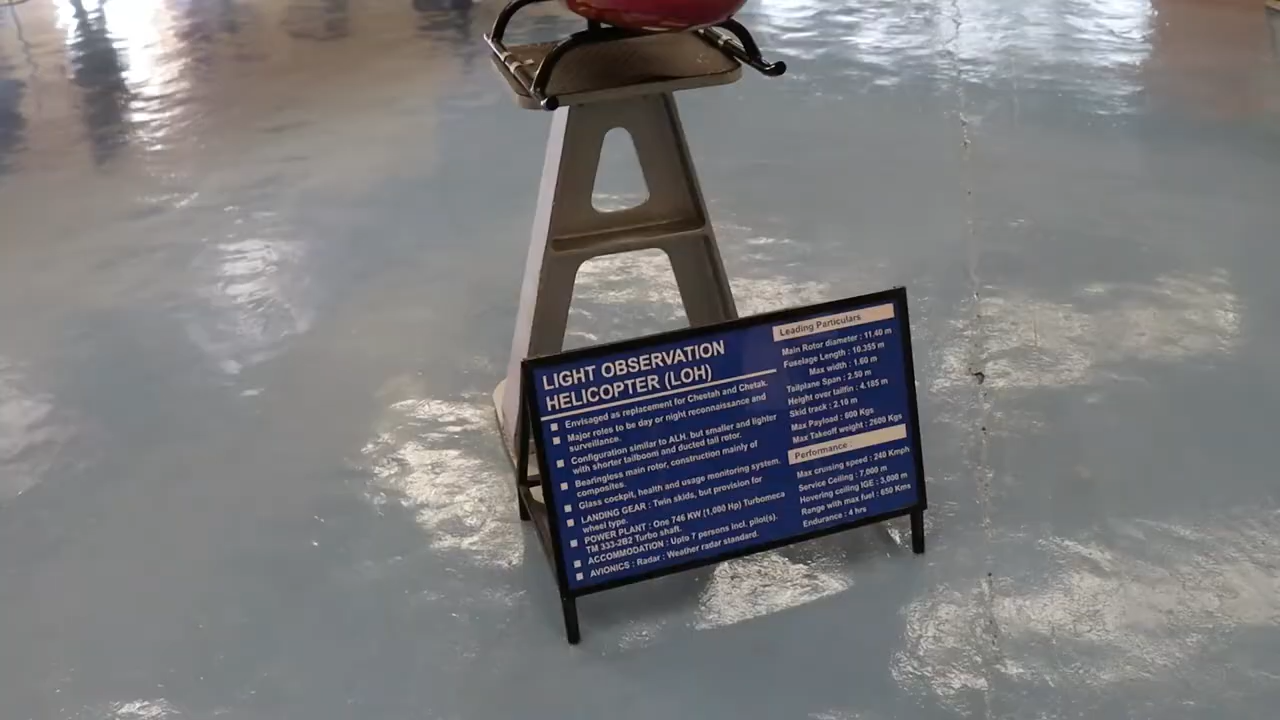 LIGHT OBSERVATION
HELICOPTER (LOH)
Envisaged as replacement for Cheetah and Chetak.
Major roles to be day or night reconnaissance and
surveillance.
Configuration similar to ALH. but smaller and lighter
with shorter tailboom and ducted tail rotor.
Bearingless main rotor, construction mainly of
composites.
Glass cockpit, health and usage monitoring system.
LANDING GEAR : Twin skids, but provision for
wheel type.
POWER PLANT : One 746 KW [1,000 Hp) Turbomeca
TM 333-2B2 Turbo shaft.
ACCOMMODATION : Upto 7 persons incl. pilot(s).
AVIONICS : Radar : Weather radar standard.
Leading Particulars
Main Rotor diameter : 11.40 m
Fuselage Length : 10.355 m
Max width : 1.60 m
Tailplane Span : 2.50 m
Height over tailfin : 4.185 m
Skid track : 2.10 m
Max Payload : 600 Kgs
Max Takeoff weight : 2600 Kgs
Performance
Max crusing speed : 240 Kmph
Service Ceiling : 7,000 m
Hovering ceiling IGE : 3,000 m
Range with max fuel : 650 Kms
Endurance : 4 hrs